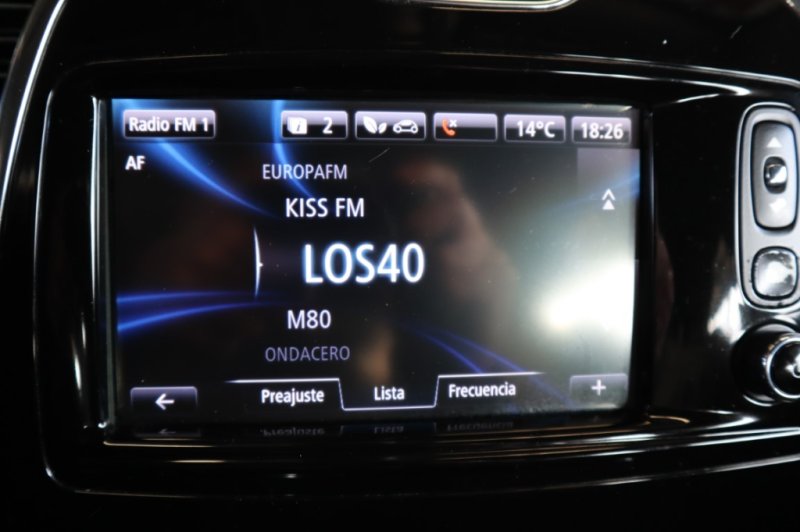 Radio FM 1 2 14°C 18:26
AF
EUROPAFM
KISS FM
LOS40
M80
ONDACERO
Preajuste Lista Frecuencia +